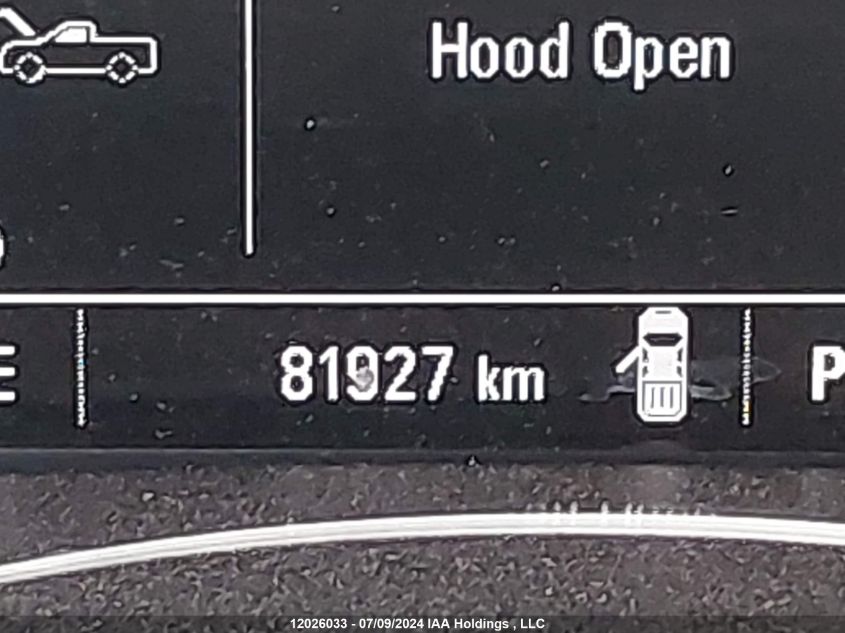 Hood Open
E 81927 km P
12026033 - 07/09/2024 IAA Holdings , LLC